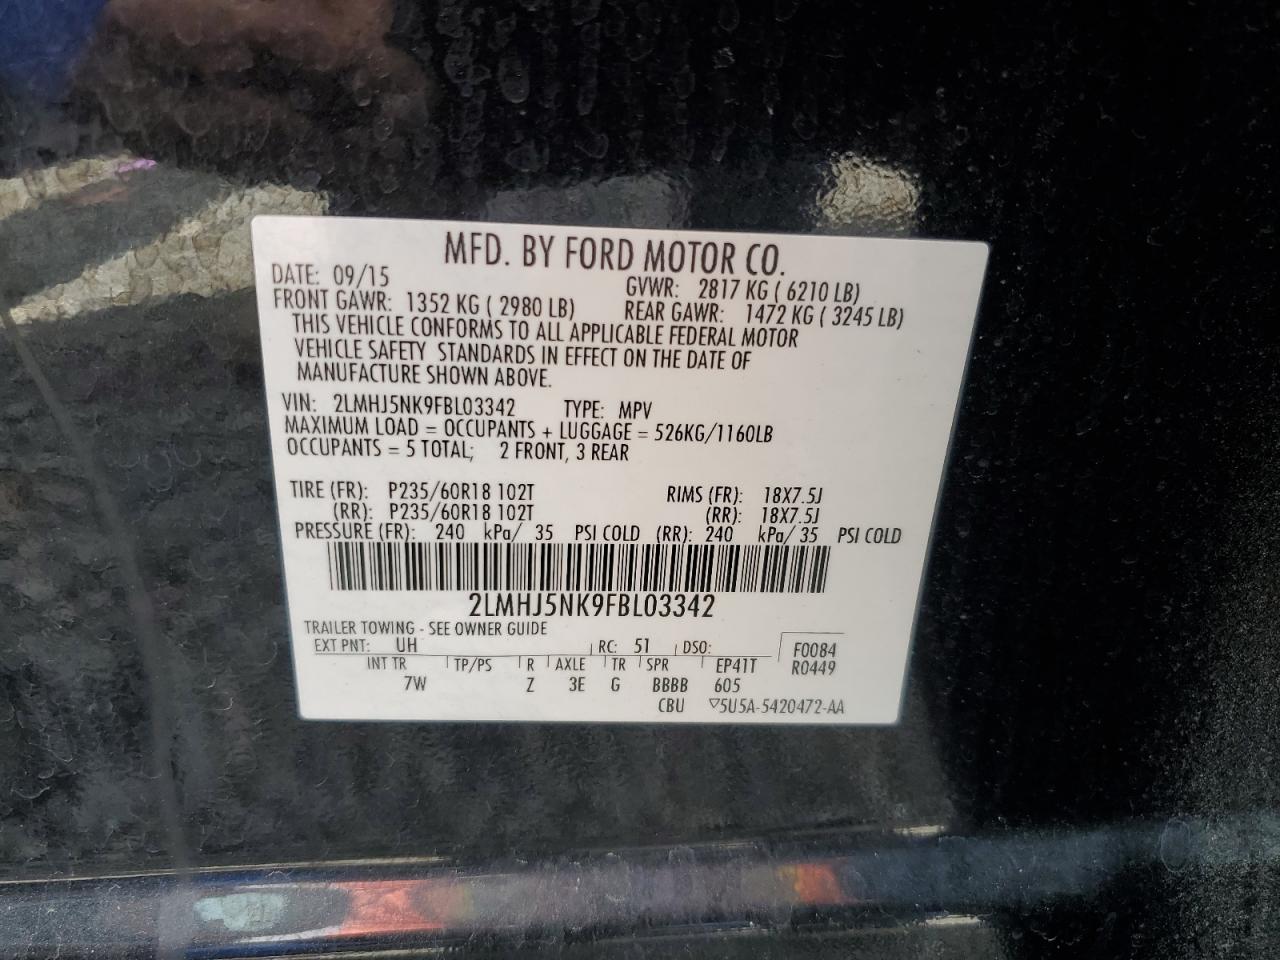 MFD. BY FORD MOTOR CO.
DATE: 09/15 GVWR: 2817 KG ( 6210 LB)
FRONT GAWR: 1352 KG ( 2980 LB) REAR GAWR: 1472 KG ( 3245 LB)
THIS VEHICLE CONFORMS TO ALL APPLICABLE FEDERAL MOTOR
VEHICLE SAFETY STANDARDS IN EFFECT ON THE DATE OF
MANUFACTURE SHOWN ABOVE.
VIN: 2LMHJ5NK9FBL03342 TYPE: MPV
MAXIMUM LOAD = OCCUPANTS + LUGGAGE = 526KG/1160LB
OCCUPANTS = 5 TOTAL; 2 FRONT, 3 REAR
TIRE (FR): P235/60R18 102T RIMS (FR): 18X7.5J
(RR): P235/60R18 102T (RR): 18X7.5J
PRESSURE (FR): 240 kPa/ 35 PSI COLD (RR): 240 kPa/ 35 PSI COLD
2LMHJ5NK9FBL03342
TRAILER TOWING - SEE OWNER GUIDE
EXT PNT: UH RC: 51 DSO: F0084
INT TR TP/PS R AXLE TR SPR EP41T R0449
7W Z 3E G BBBB 605
CBU ▽5U5A-5420472-AA